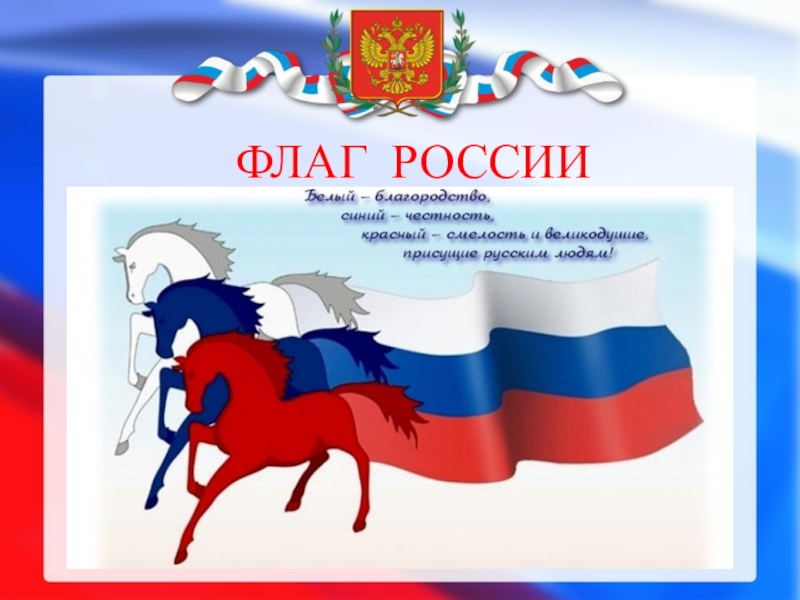 ФЛАГ РОССИИ
Белый – благородство,
синий – честность,
красный – смелость и великодушие,
присущие русским людям!